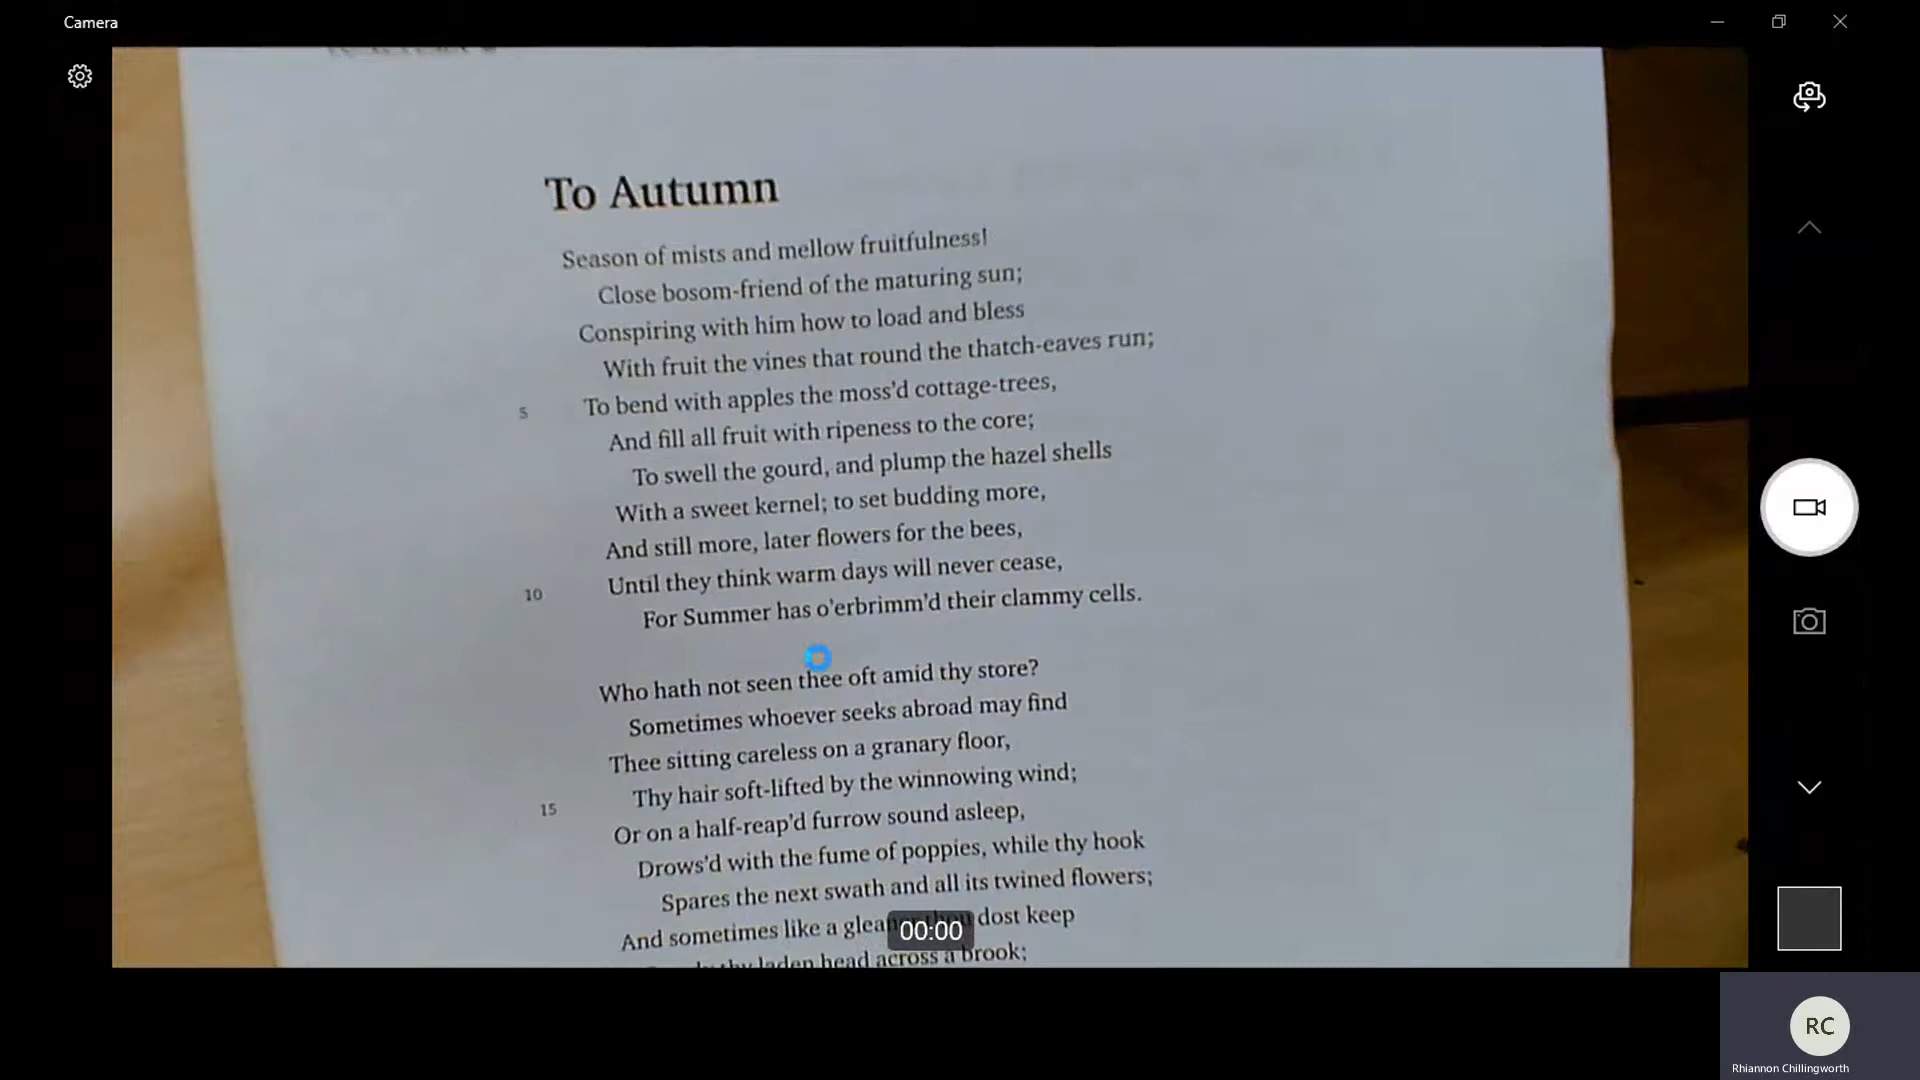 Camera
To Autumn
Season of mists and mellow fruitfulness!
Close bosom-friend of the maturing sun;
Conspiring with him how to load and bless
With fruit the vines that round the thatch-eaves run;
5 To bend with apples the moss'd cottage-trees,
And fill all fruit with ripeness to the core;
To swell the gourd, and plump the hazel shells
With a sweet kernel; to set budding more,
And still more, later flowers for the bees,
10 Until they think warm days will never cease,
For Summer has o'erbrimm'd their clammy cells.
Who hath not seen thee oft amid thy store?
Sometimes whoever seeks abroad may find
Thee sitting careless on a granary floor,
15 Thy hair soft-lifted by the winnowing wind;
Or on a half-reap'd furrow sound asleep,
Drows'd with the fume of poppies, while thy hook
Spares the next swath and all its twined flowers;
And sometimes like a dost keep
laden head across a brook;
00:00
RC
Rhiannon Chillingworth